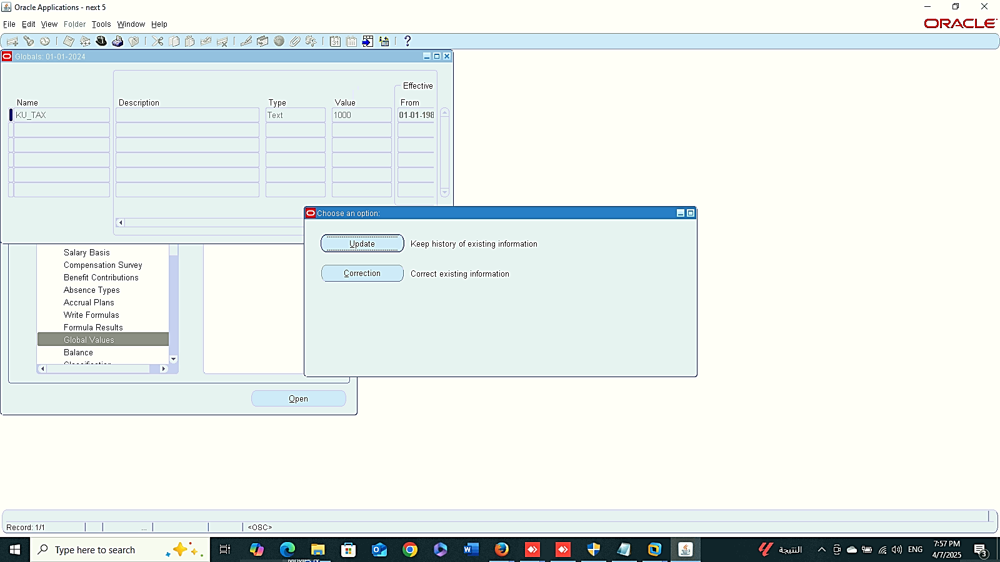 Oracle Applications - next 5
File Edit View Folder Tools Window Help
ORACLE
31
?
Globals: 01-01-2024
Effective
Name Description Type Value From
KU_TAX Text 1000 01-01-198
Choose an option:
Update Keep history of existing information
Correction Correct existing information
Salary Basis
Compensation Survey
Benefit Contributions
Absence Types
Accrual Plans
Write Formulas
Formula Results
Global Values
Balance
Open
Record: 1/1 ... <OSC>
Type here to search
النتيجة
ENG
7:57 PM
4/7/2025
3